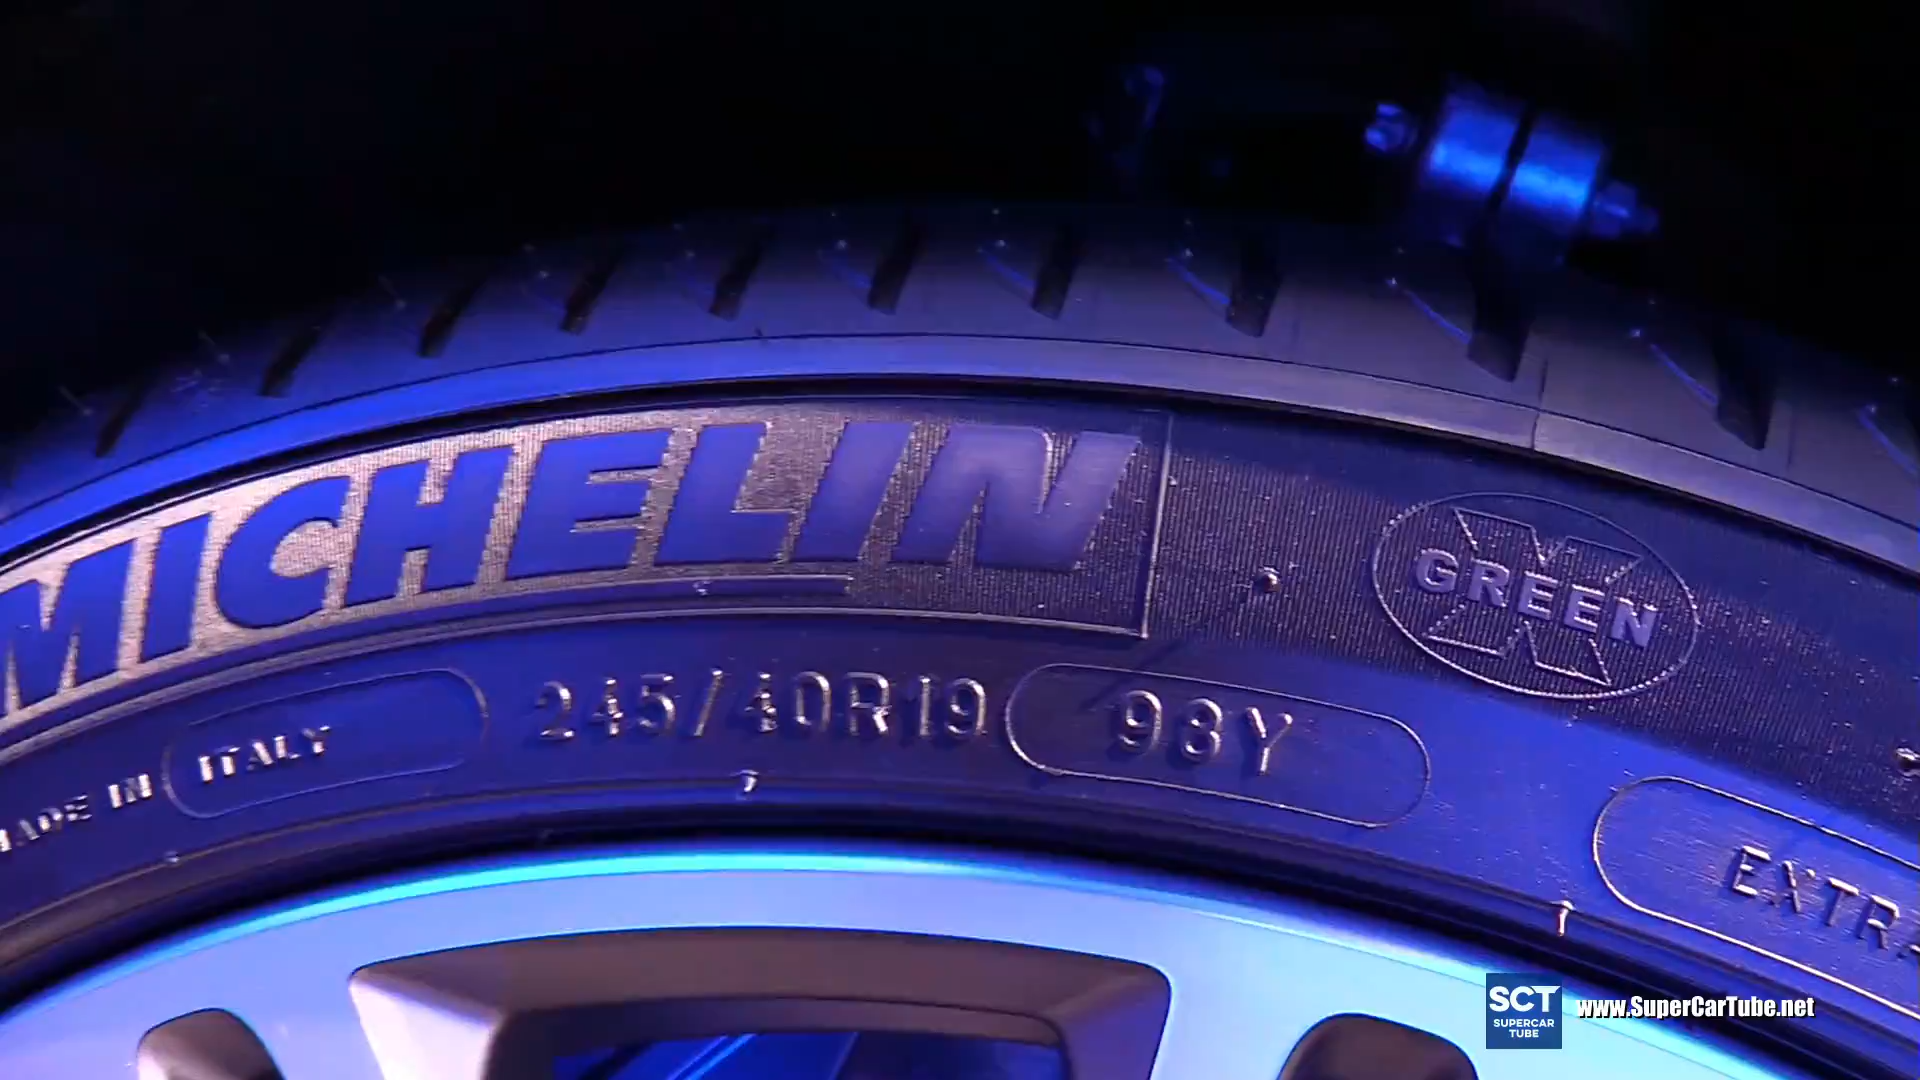 MICHELIN
GREEN X
MADE IN ITALY
245/40R19 98Y
EXTRA
SCT
SUPERCAR
TUBE
www.SuperCarTube.net